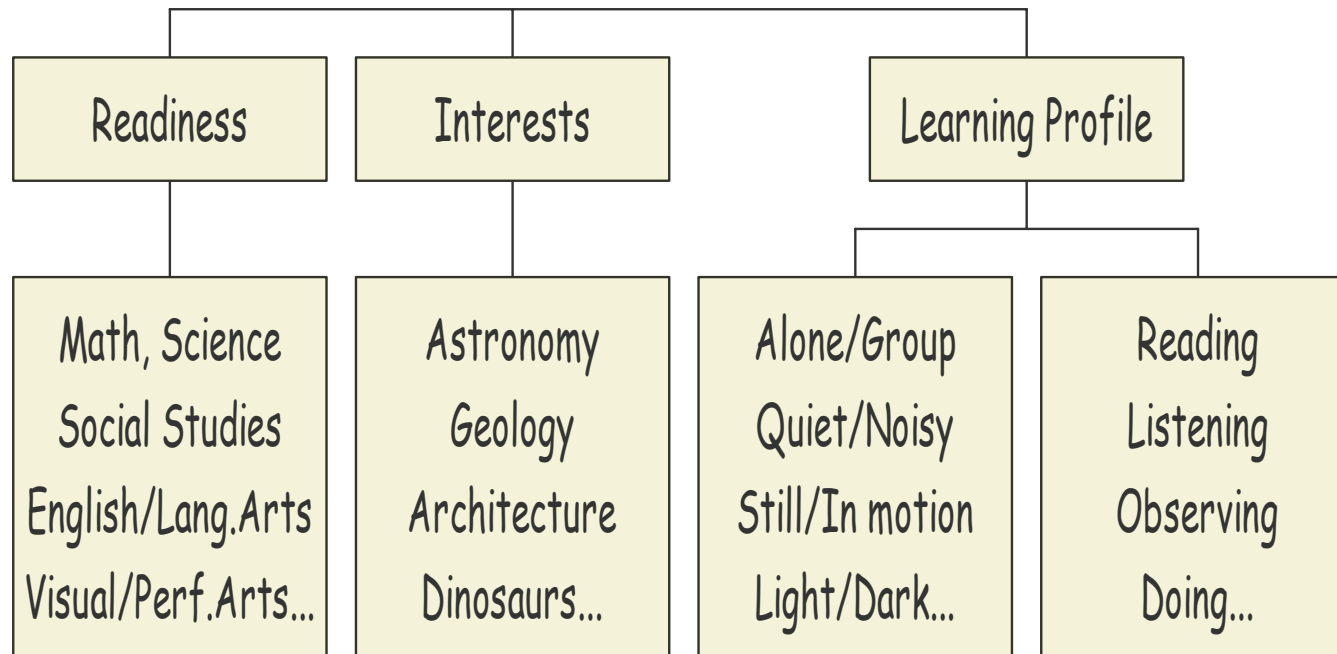 Readiness
Interests
Learning Profile
Math, Science
Social Studies
English/Lang.Arts
Visual/Perf.Arts...
Astronomy
Geology
Architecture
Dinosaurs...
Alone/Group
Quiet/Noisy
Still/In motion
Light/Dark...
Reading
Listening
Observing
Doing...